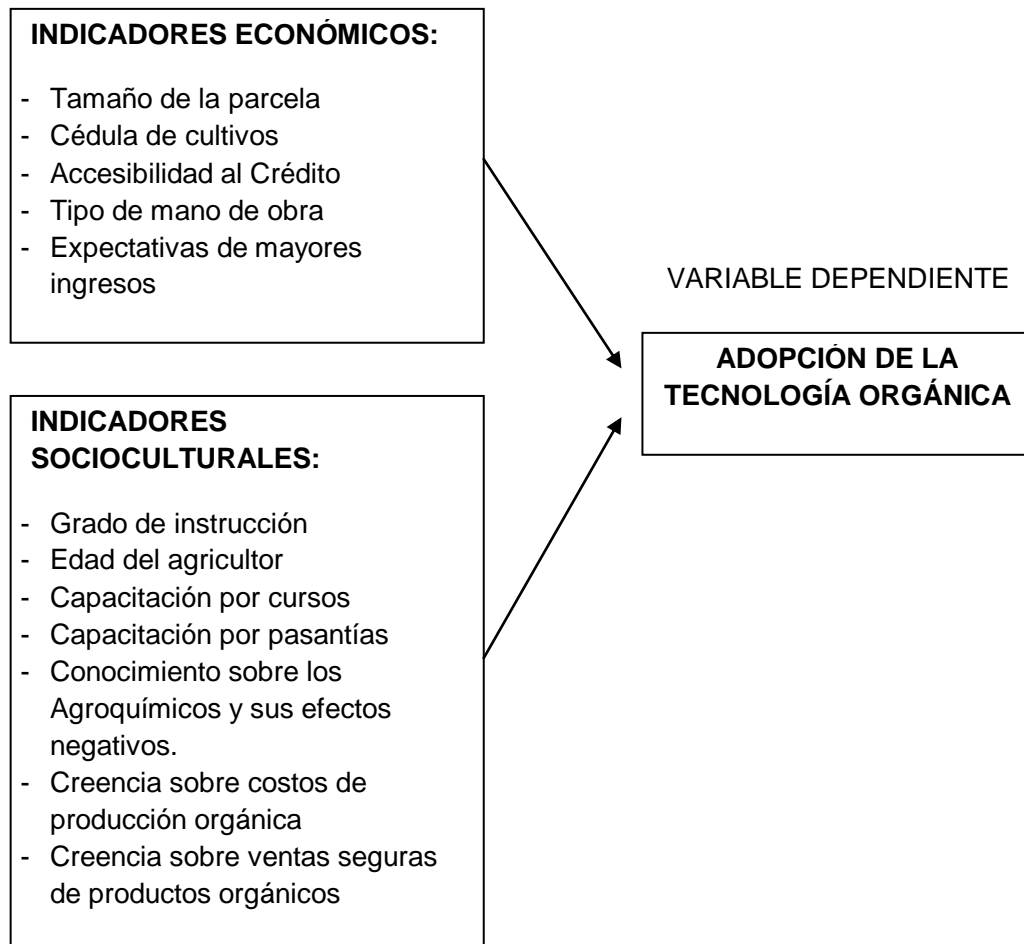 INDICADORES ECONÓMICOS:
- Tamaño de la parcela
- Cédula de cultivos
- Accesibilidad al Crédito
- Tipo de mano de obra
- Expectativas de mayores
ingresos
INDICADORES
SOCIOCULTURALES:
- Grado de instrucción
- Edad del agricultor
- Capacitación por cursos
- Capacitación por pasantías
- Conocimiento sobre los
Agroquímicos y sus efectos
negativos.
- Creencia sobre costos de
producción orgánica
- Creencia sobre ventas seguras
de productos orgánicos
VARIABLE DEPENDIENTE
ADOPCIÓN DE LA
TECNOLOGÍA ORGÁNICA